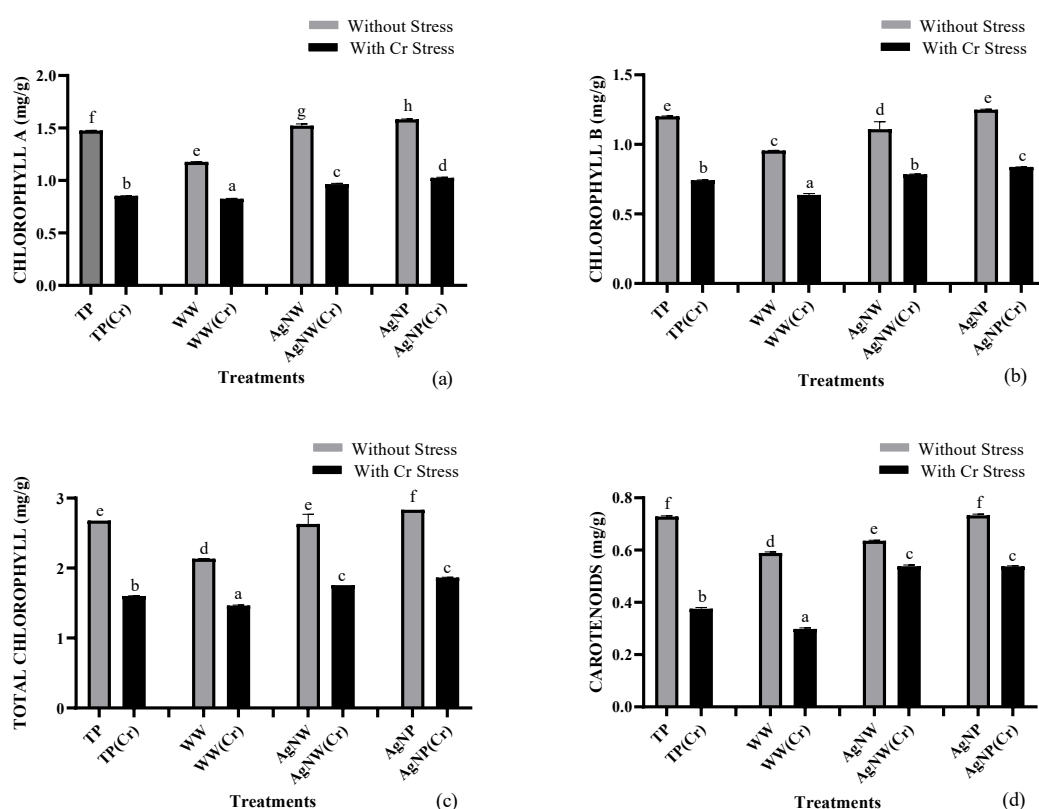 Without Stress
With Cr Stress
CHLOROPHYLL A (mg/g)
2.0
1.5
1.0
0.5
0.0
f
b
e
a
g
c
h
d
TP
TP(Cr)
WW
WW(Cr)
AgNW
AgNW(Cr)
AgNP
AgNP(Cr)
Treatments
(a)
Without Stress
With Cr Stress
CHLOROPHYLL B (mg/g)
1.5
1.0
0.5
0.0
e
b
c
a
d
b
e
c
TP
TP(Cr)
WW
WW(Cr)
AgNW
AgNW(Cr)
AgNP
AgNP(Cr)
Treatments
(b)
Without Stress
With Cr Stress
TOTAL CHLOROPHYLL (mg/g)
3
2
1
0
e
b
d
a
e
c
f
c
TP
TP(Cr)
WW
WW(Cr)
AgNW
AgNW(Cr)
AgNP
AgNP(Cr)
Treatments
(c)
Without Stress
With Cr Stress
CAROTENOIDS (mg/g)
0.8
0.6
0.4
0.2
0.0
f
b
d
a
e
c
f
c
TP
TP(Cr)
WW
WW(Cr)
AgNW
AgNW(Cr)
AgNP
AgNP(Cr)
Treatments
(d)